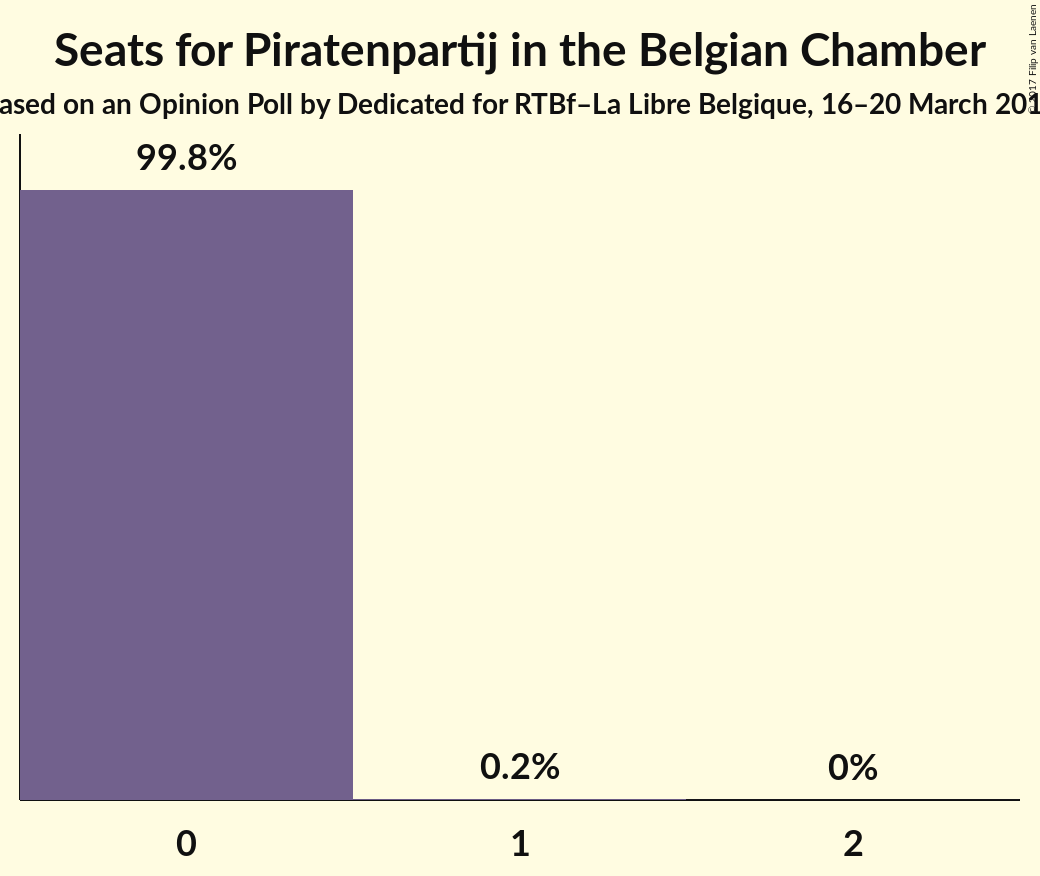 Seats for Piratenpartij in the Belgian Chamber
ased on an Opinion Poll by Dedicated for RTBf–La Libre Belgique, 16–20 March 201
© 2017 Filip van Laenen
99.8%
0.2%
0%
0
1
2